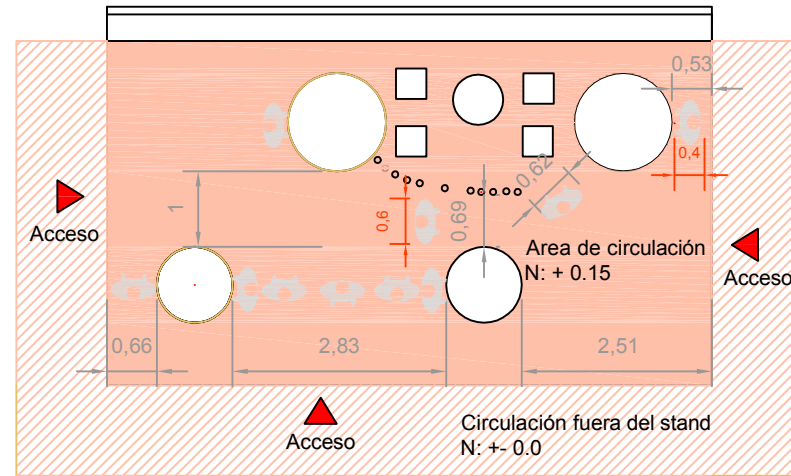 0,53
0,4
0,62
Acceso
1
0,6
0,69
Area de circulación
N: + 0.15
Acceso
0,66
2,83
2,51
Acceso
Circulación fuera del stand
N: +- 0.0